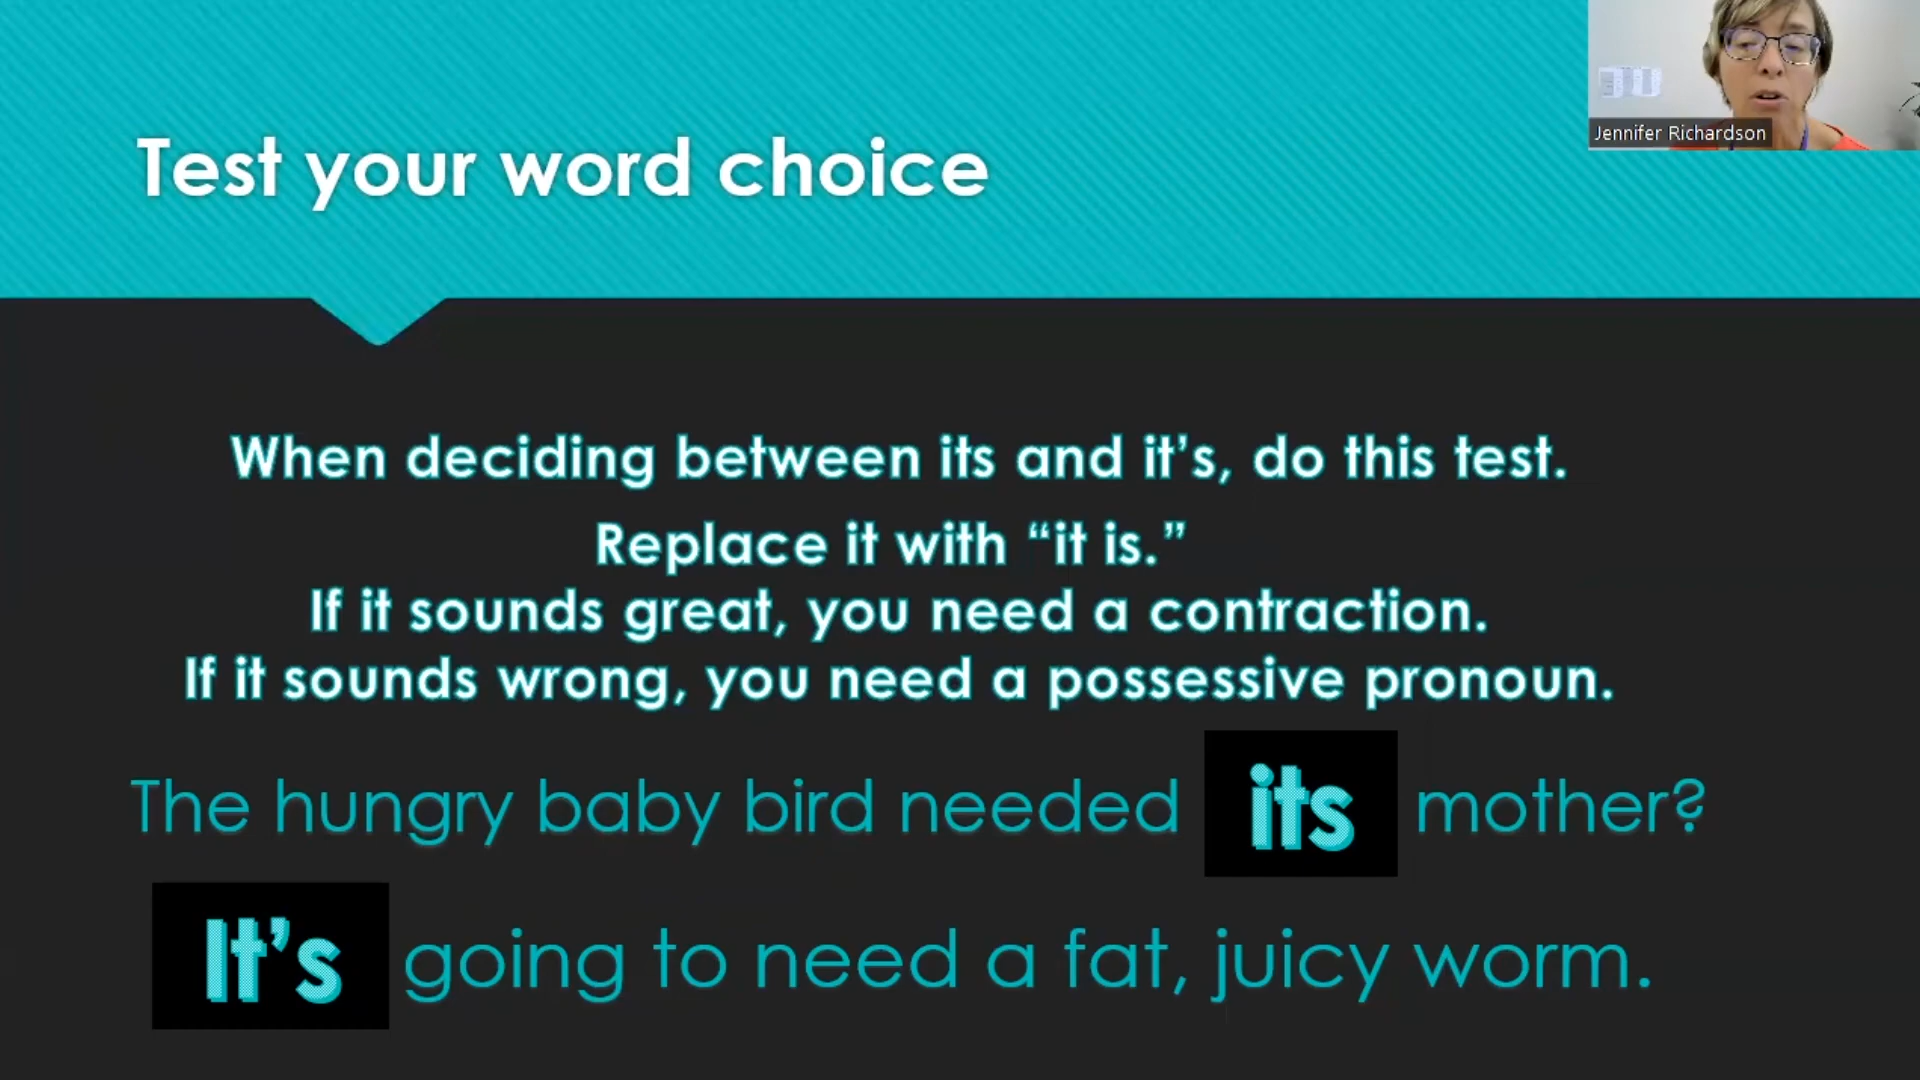 Jennifer Richardson
Test your word choice
When deciding between its and it’s, do this test.
Replace it with “it is.”
If it sounds great, you need a contraction.
If it sounds wrong, you need a possessive pronoun.
The hungry baby bird needed its mother?
It’s going to need a fat, juicy worm.